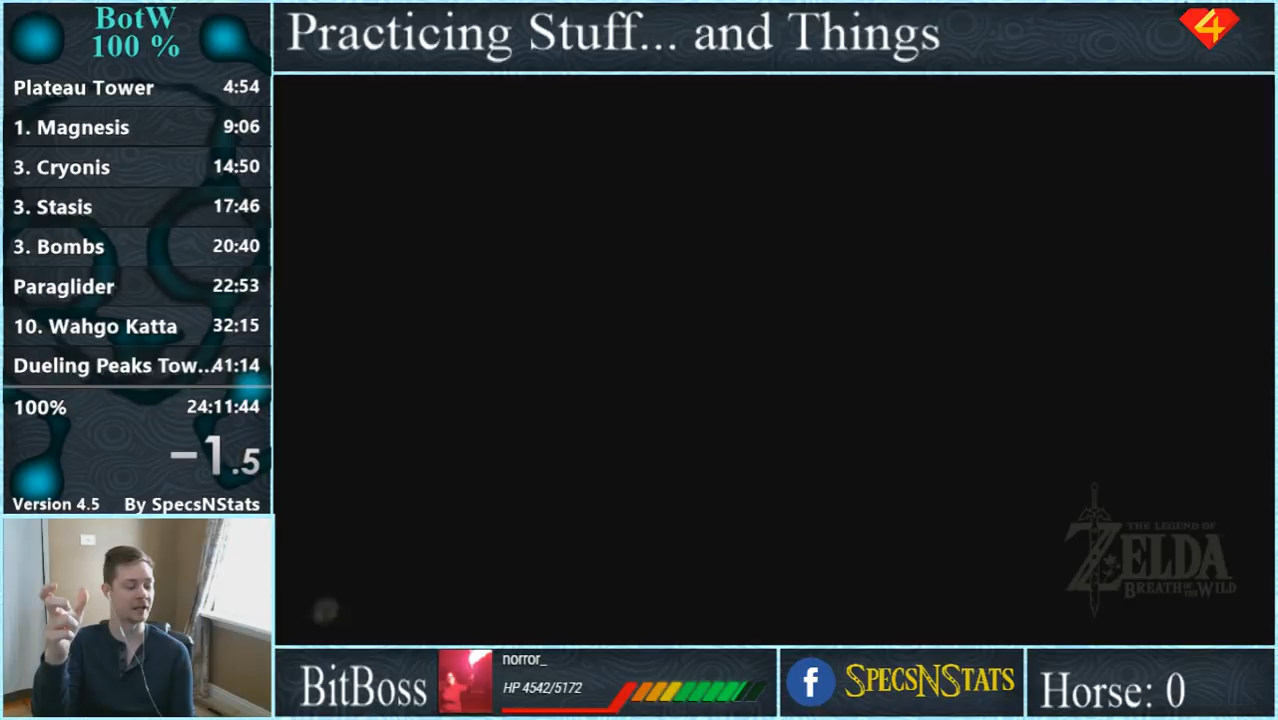 BotW
100 %
Practicing Stuff... and Things
4
Plateau Tower 4:54
1. Magnesis 9:06
3. Cryonis 14:50
3. Stasis 17:46
3. Bombs 20:40
Paraglider 22:53
10. Wahgo Katta 32:15
Dueling Peaks Tow... 41:14
100% 24:11:44
−1.5
Version 4.5 By SpecsNStats
THE LEGEND OF
ZELDA
BREATH OF THE WILD
BitBoss
norror_
HP 4542/5172
f SPECSNSTATS
Horse: 0